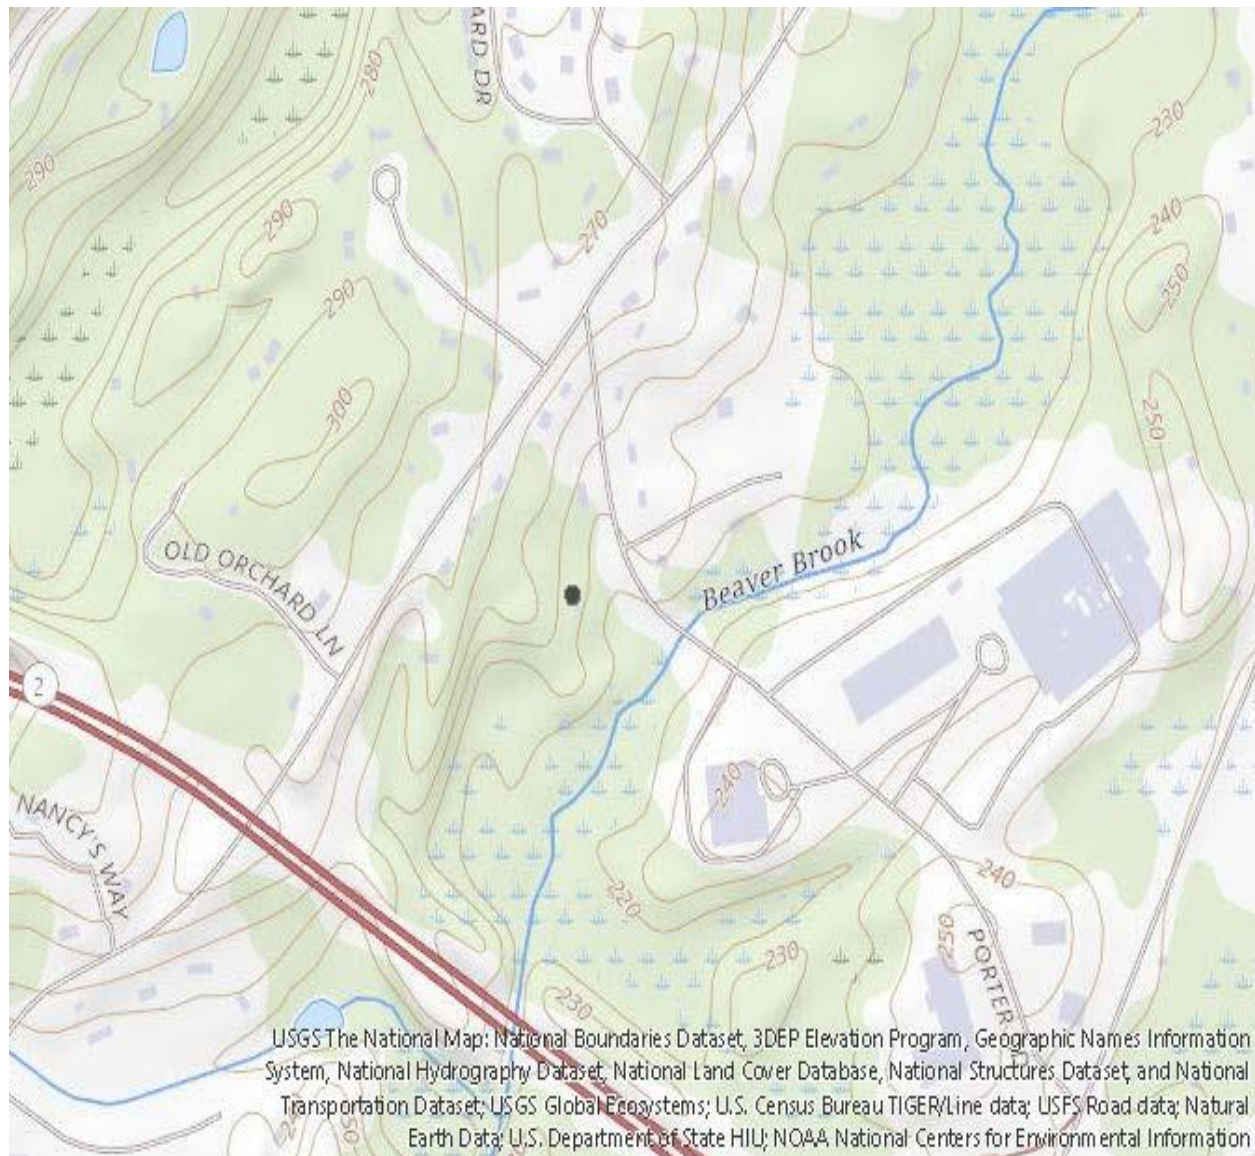 ARD DR
280
230
290
240
290
270
250
290
300
250
OLD ORCHARD LN
Beaver Brook
2
240
NANCY'S WAY
240
220
250
PORTER
230
230
USGS The National Map: National Boundaries Dataset, 3DEP Elevation Program, Geographic Names Information
System, National Hydrography Dataset, National Land Cover Database, National Structures Dataset, and National
Transportation Dataset; USGS Global Ecosystems; U.S. Census Bureau TIGER/Line data; USFS Road data; Natural
Earth Data; U.S. Department of State HIU; NOAA National Centers for Environmental Information